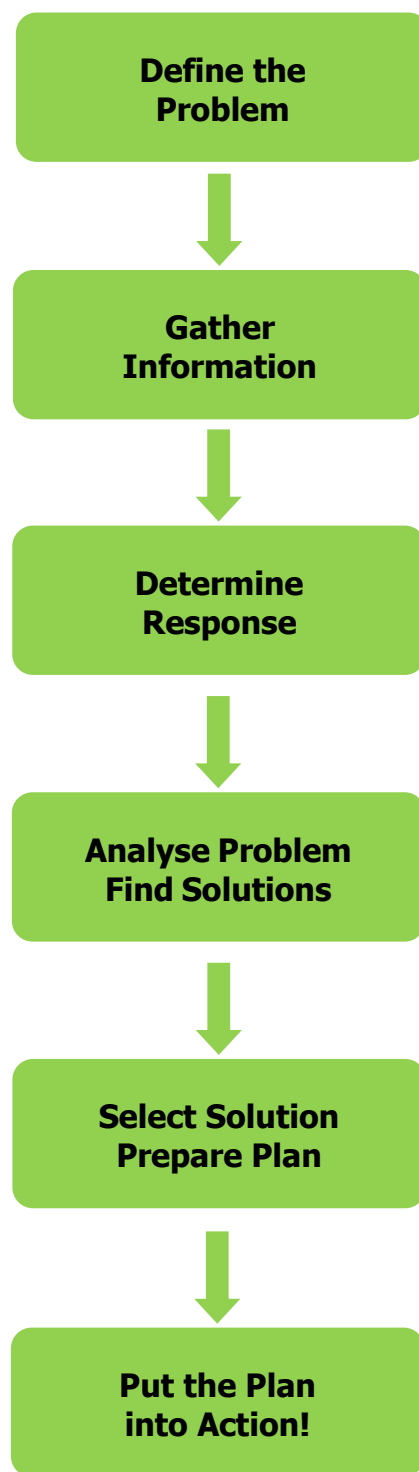 Define the
Problem
Gather
Information
Determine
Response
Analyse Problem
Find Solutions
Select Solution
Prepare Plan
Put the Plan
into Action!